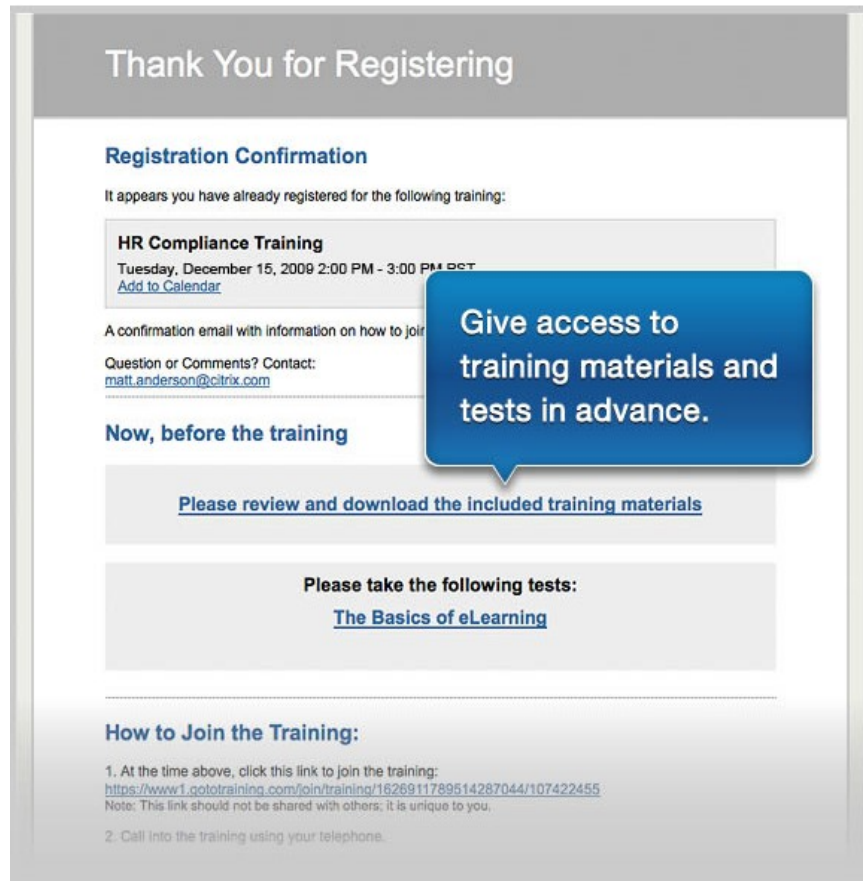 Thank You for Registering
Registration Confirmation
It appears you have already registered for the following training:
HR Compliance Training
Tuesday, December 15, 2009 2:00 PM - 3:00 PM PST
Add to Calendar
A confirmation email with information on how to join
Question or Comments? Contact:
matt.anderson@citrix.com
Give access to
training materials and
tests in advance.
Now, before the training
Please review and download the included training materials
Please take the following tests:
The Basics of eLearning
How to Join the Training:
1. At the time above, click this link to join the training:
https://www1.gototraining.com/join/training/1626911789514287044/107422455
Note: This link should not be shared with others; it is unique to you.
2. Call into the training using your telephone.